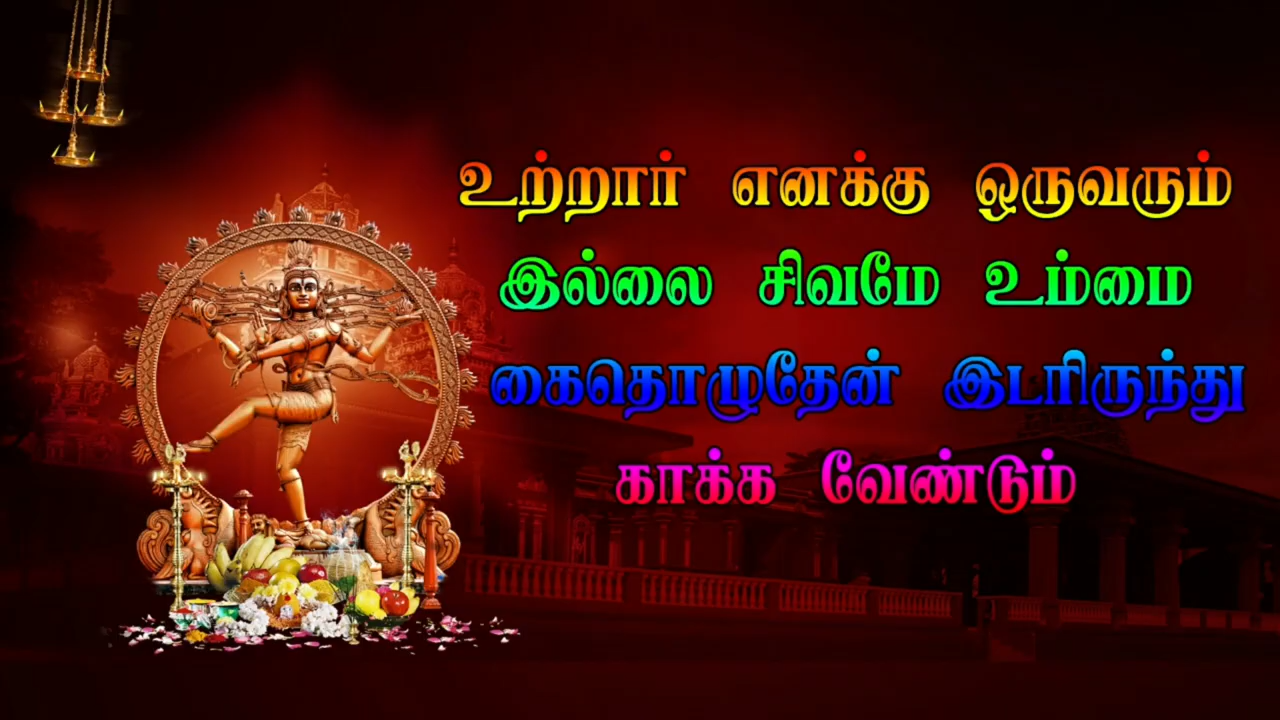 உற்றார் எனக்கு ஒருவரும்
இல்லை சிவமே உம்மை
கைதொழுதேன் இடரிருந்து
காக்க வேண்டும்